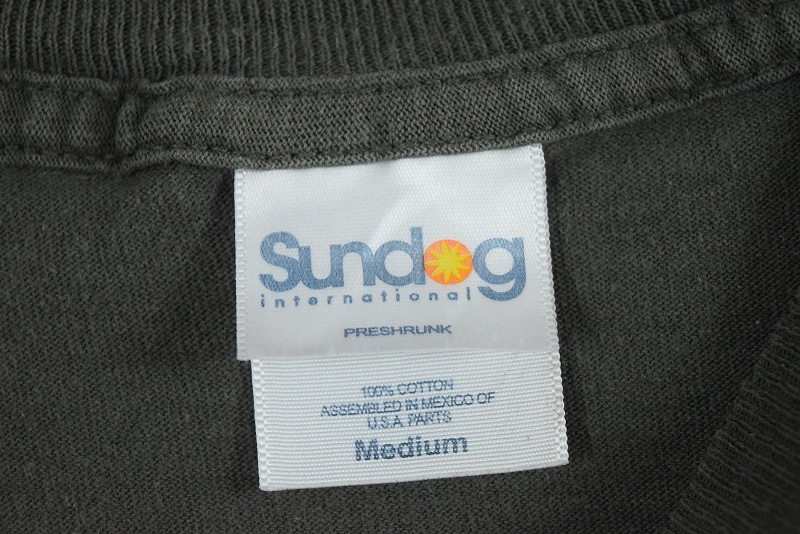 Sundog
international
PRESHRUNK
100% COTTON
ASSEMBLED IN MEXICO OF
U.S.A. PARTS
Medium